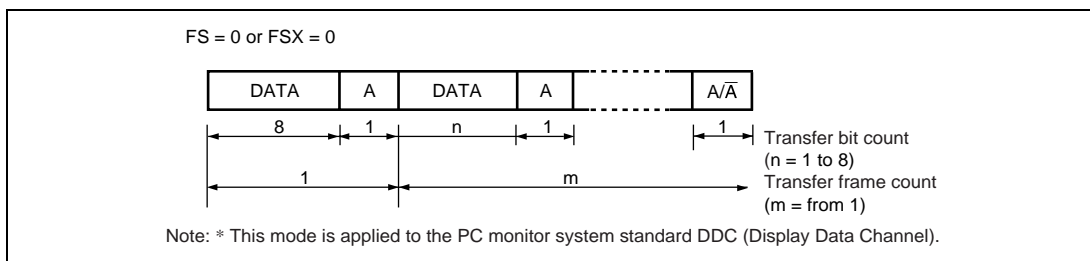 FS = 0 or FSX = 0
DATA A DATA A A/A̅
8 1 n 1 1
Transfer bit count
(n = 1 to 8)
1 m
Transfer frame count
(m = from 1)
Note: * This mode is applied to the PC monitor system standard DDC (Display Data Channel).